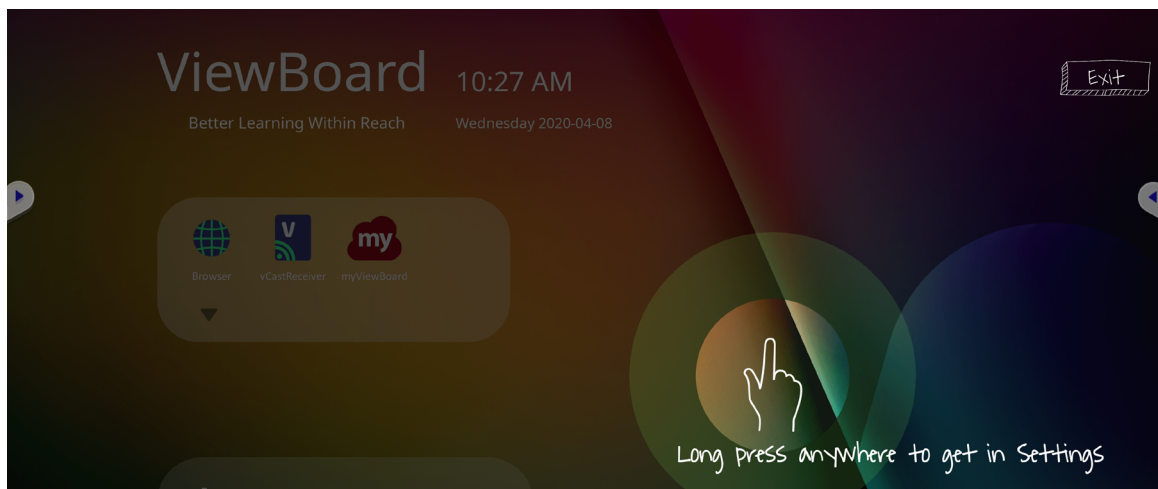 ViewBoard
10:27 AM
Exit
Better Learning Within Reach
Wednesday 2020-04-08
V
my
Browser
vCastReceiver
myViewBoard
Long press anywhere to get in Settings